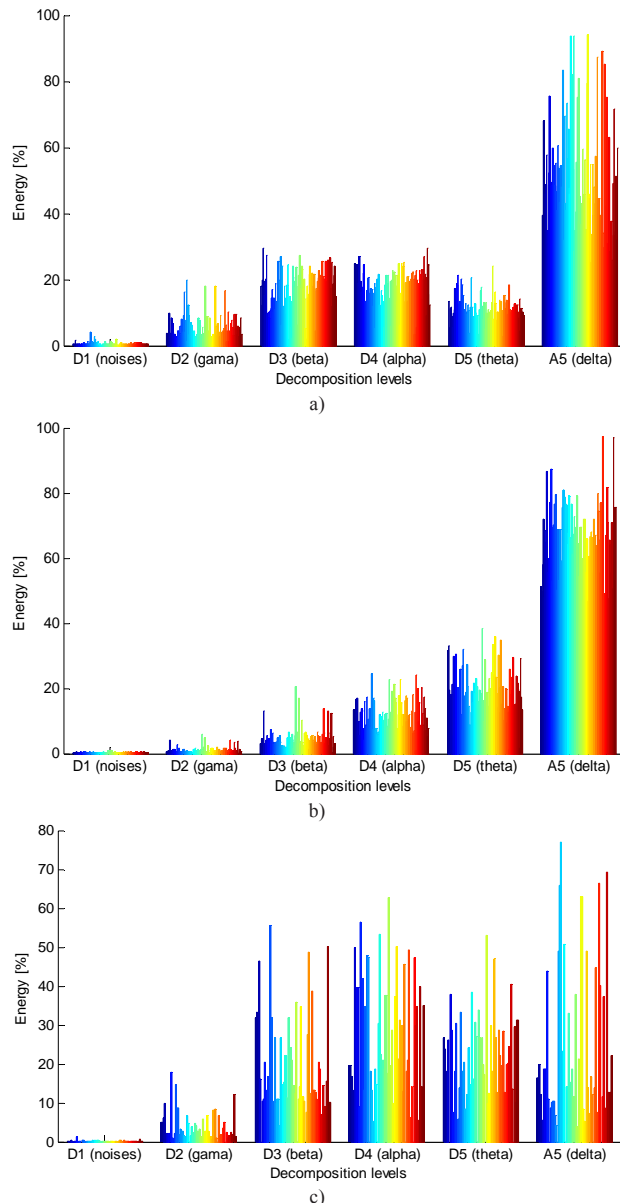 100
80
60
40
20
0
Energy [%]
D1 (noises) D2 (gama) D3 (beta) D4 (alpha) D5 (theta) A5 (delta)
Decomposition levels
a)
100
80
60
40
20
0
Energy [%]
D1 (noises) D2 (gama) D3 (beta) D4 (alpha) D5 (theta) A5 (delta)
Decomposition levels
b)
80
70
60
50
40
30
20
10
0
Energy [%]
D1 (noises) D2 (gama) D3 (beta) D4 (alpha) D5 (theta) A5 (delta)
Decomposition levels
c)